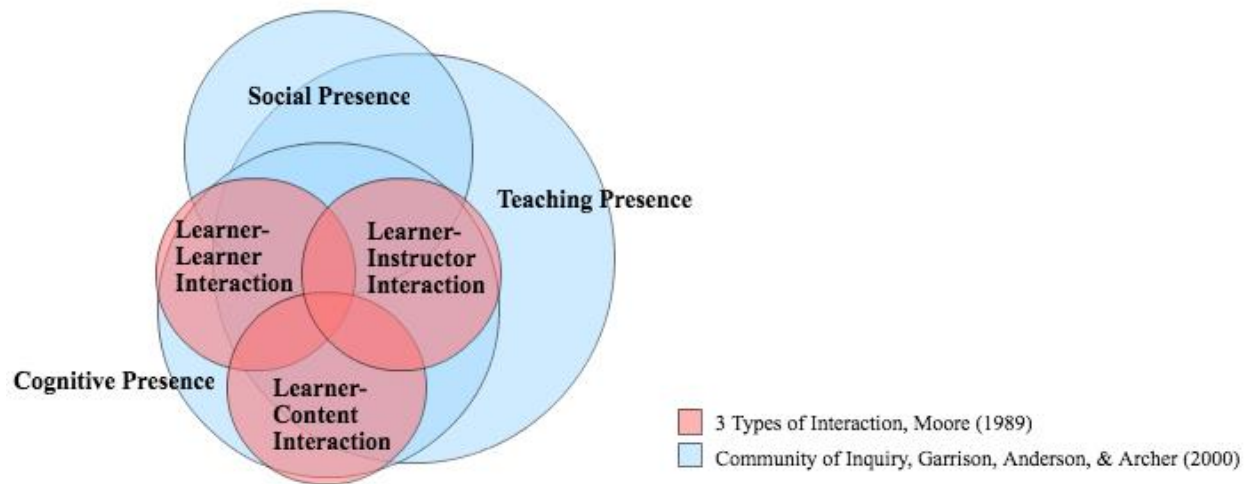 Social Presence
Teaching Presence
Learner-
Learner
Interaction
Learner-
Instructor
Interaction
Cognitive Presence
Learner-
Content
Interaction
3 Types of Interaction, Moore (1989)
Community of Inquiry, Garrison, Anderson, & Archer (2000)